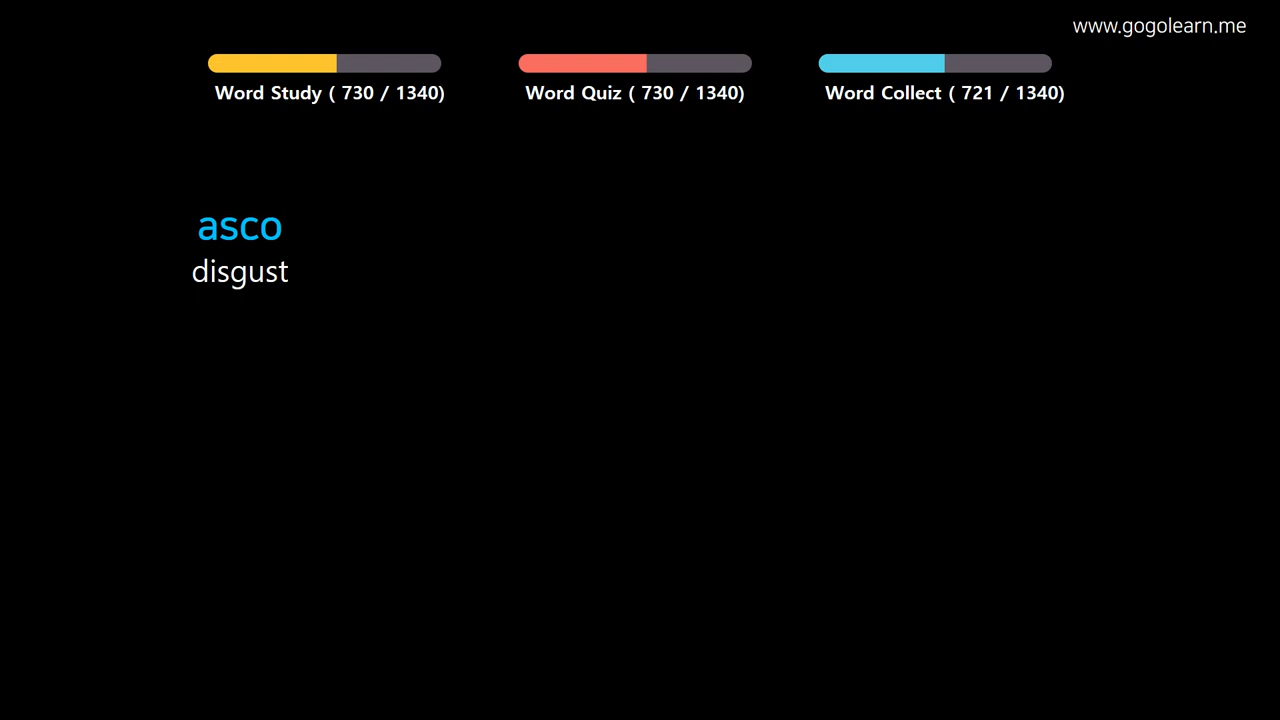 www.gogolearn.me
Word Study ( 730 / 1340)
Word Quiz ( 730 / 1340)
Word Collect ( 721 / 1340)
asco
disgust